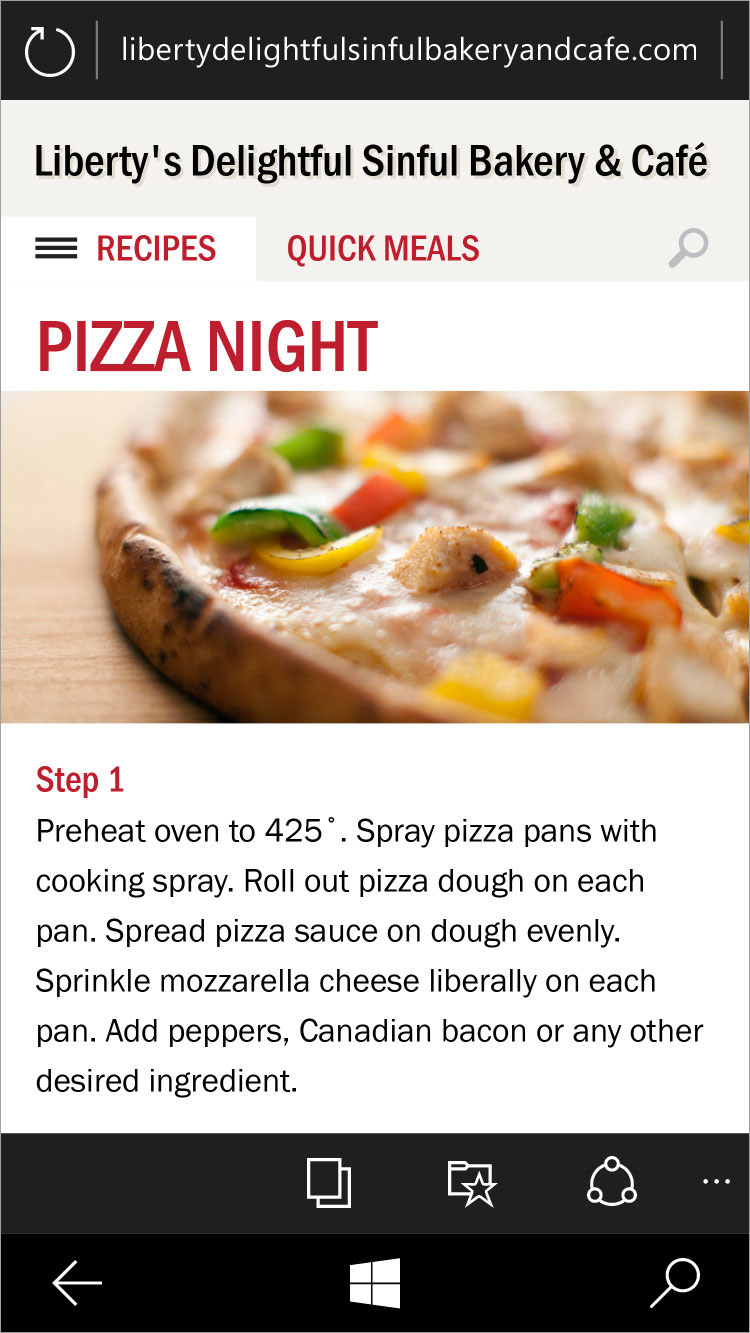 libertydelightfulsinfulbakeryandcafe.com
Liberty's Delightful Sinful Bakery & Café
RECIPES QUICK MEALS
PIZZA NIGHT
Step 1
Preheat oven to 425˚. Spray pizza pans with
cooking spray. Roll out pizza dough on each
pan. Spread pizza sauce on dough evenly.
Sprinkle mozzarella cheese liberally on each
pan. Add peppers, Canadian bacon or any other
desired ingredient.